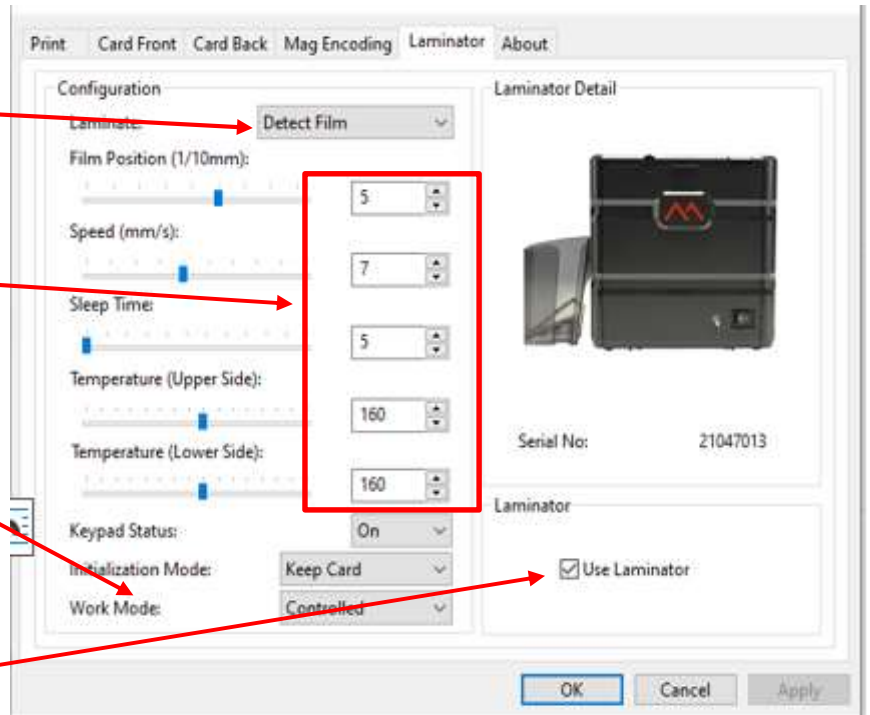 Print Card Front Card Back Mag Encoding Laminator About
Configuration
Laminate: Detect Film
Film Position (1/10mm):
5
Speed (mm/s):
7
Sleep Time:
5
Temperature (Upper Side):
160
Temperature (Lower Side):
160
Keypad Status: On
Initialization Mode: Keep Card
Work Mode: Controlled
Laminator Detail
Serial No: 21047013
Laminator
Use Laminator
OK Cancel Apply